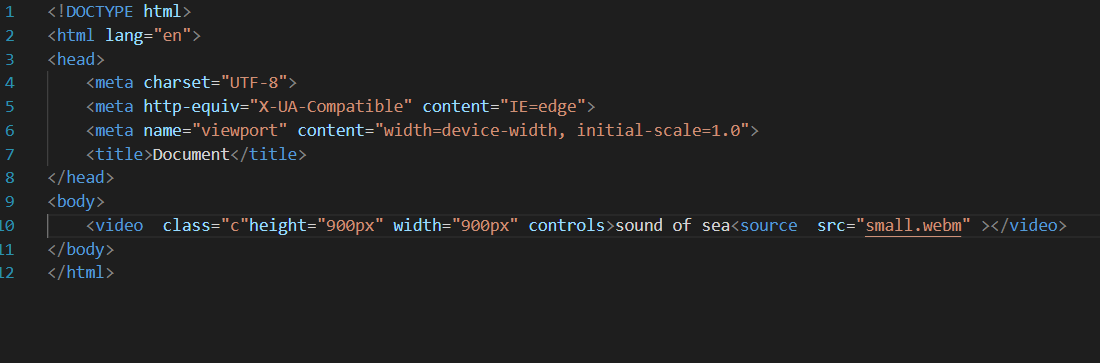 1 <!DOCTYPE html>
2 <html lang="en">
3 <head>
4     <meta charset="UTF-8">
5     <meta http-equiv="X-UA-Compatible" content="IE=edge">
6     <meta name="viewport" content="width=device-width, initial-scale=1.0">
7     <title>Document</title>
8 </head>
9 <body>
10     <video  class="c"height="900px" width="900px" controls>sound of sea<source  src="small.webm" ></video>
11 </body>
12 </html>